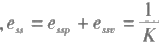 , e_{ss} = e_{ssp} + e_{ssv} = \frac{1}{K}